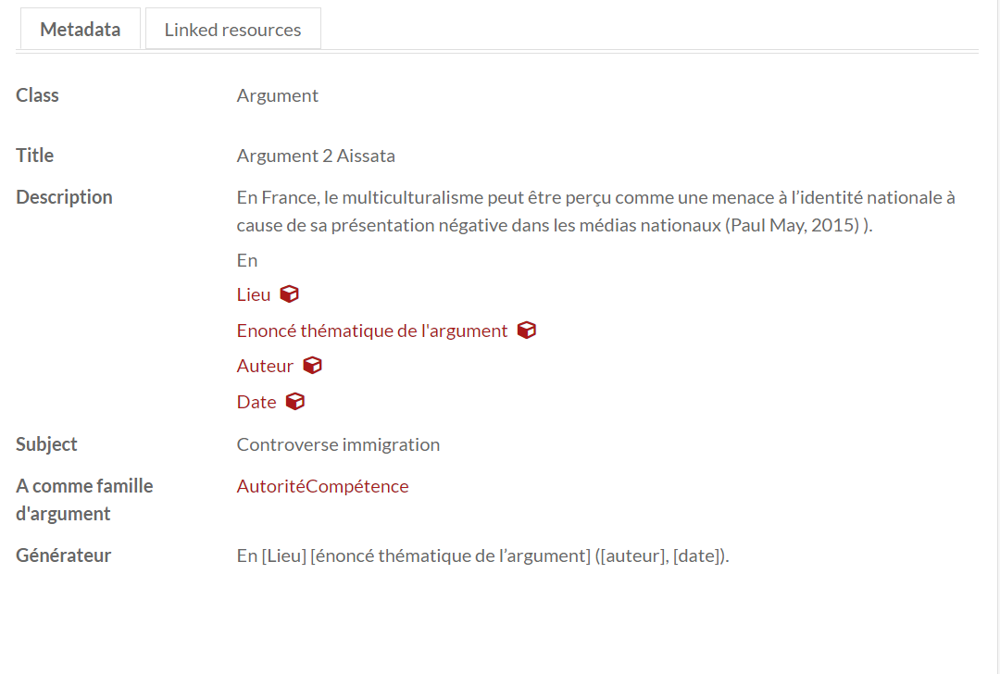 Metadata
Linked resources
Class
Argument
Title
Argument 2 Aissata
Description
En France, le multiculturalisme peut être perçu comme une menace à l’identité nationale à
cause de sa présentation négative dans les médias nationaux (Paul May, 2015) ).
En
Lieu
Enoncé thématique de l'argument
Auteur
Date
Subject
Controverse immigration
A comme famille
d'argument
AutoritéCompétence
Générateur
En [Lieu] [énoncé thématique de l’argument] ([auteur], [date]).